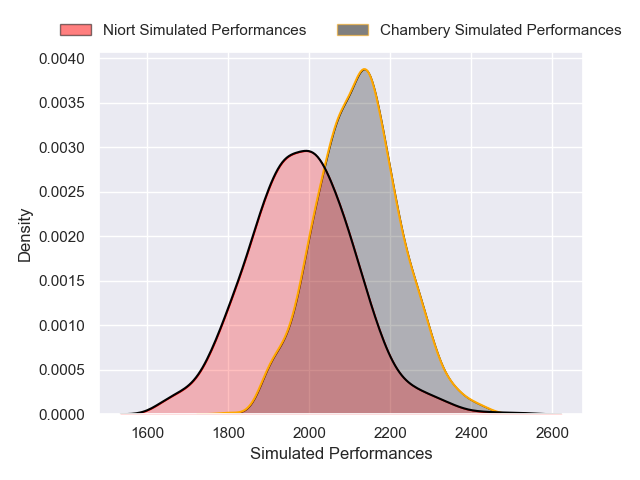 Niort Simulated Performances Chambery Simulated Performances
0.0040
0.0035
0.0030
0.0025
0.0020
0.0015
0.0010
0.0005
0.0000
Density
1600 1800 2000 2200 2400 2600
Simulated Performances